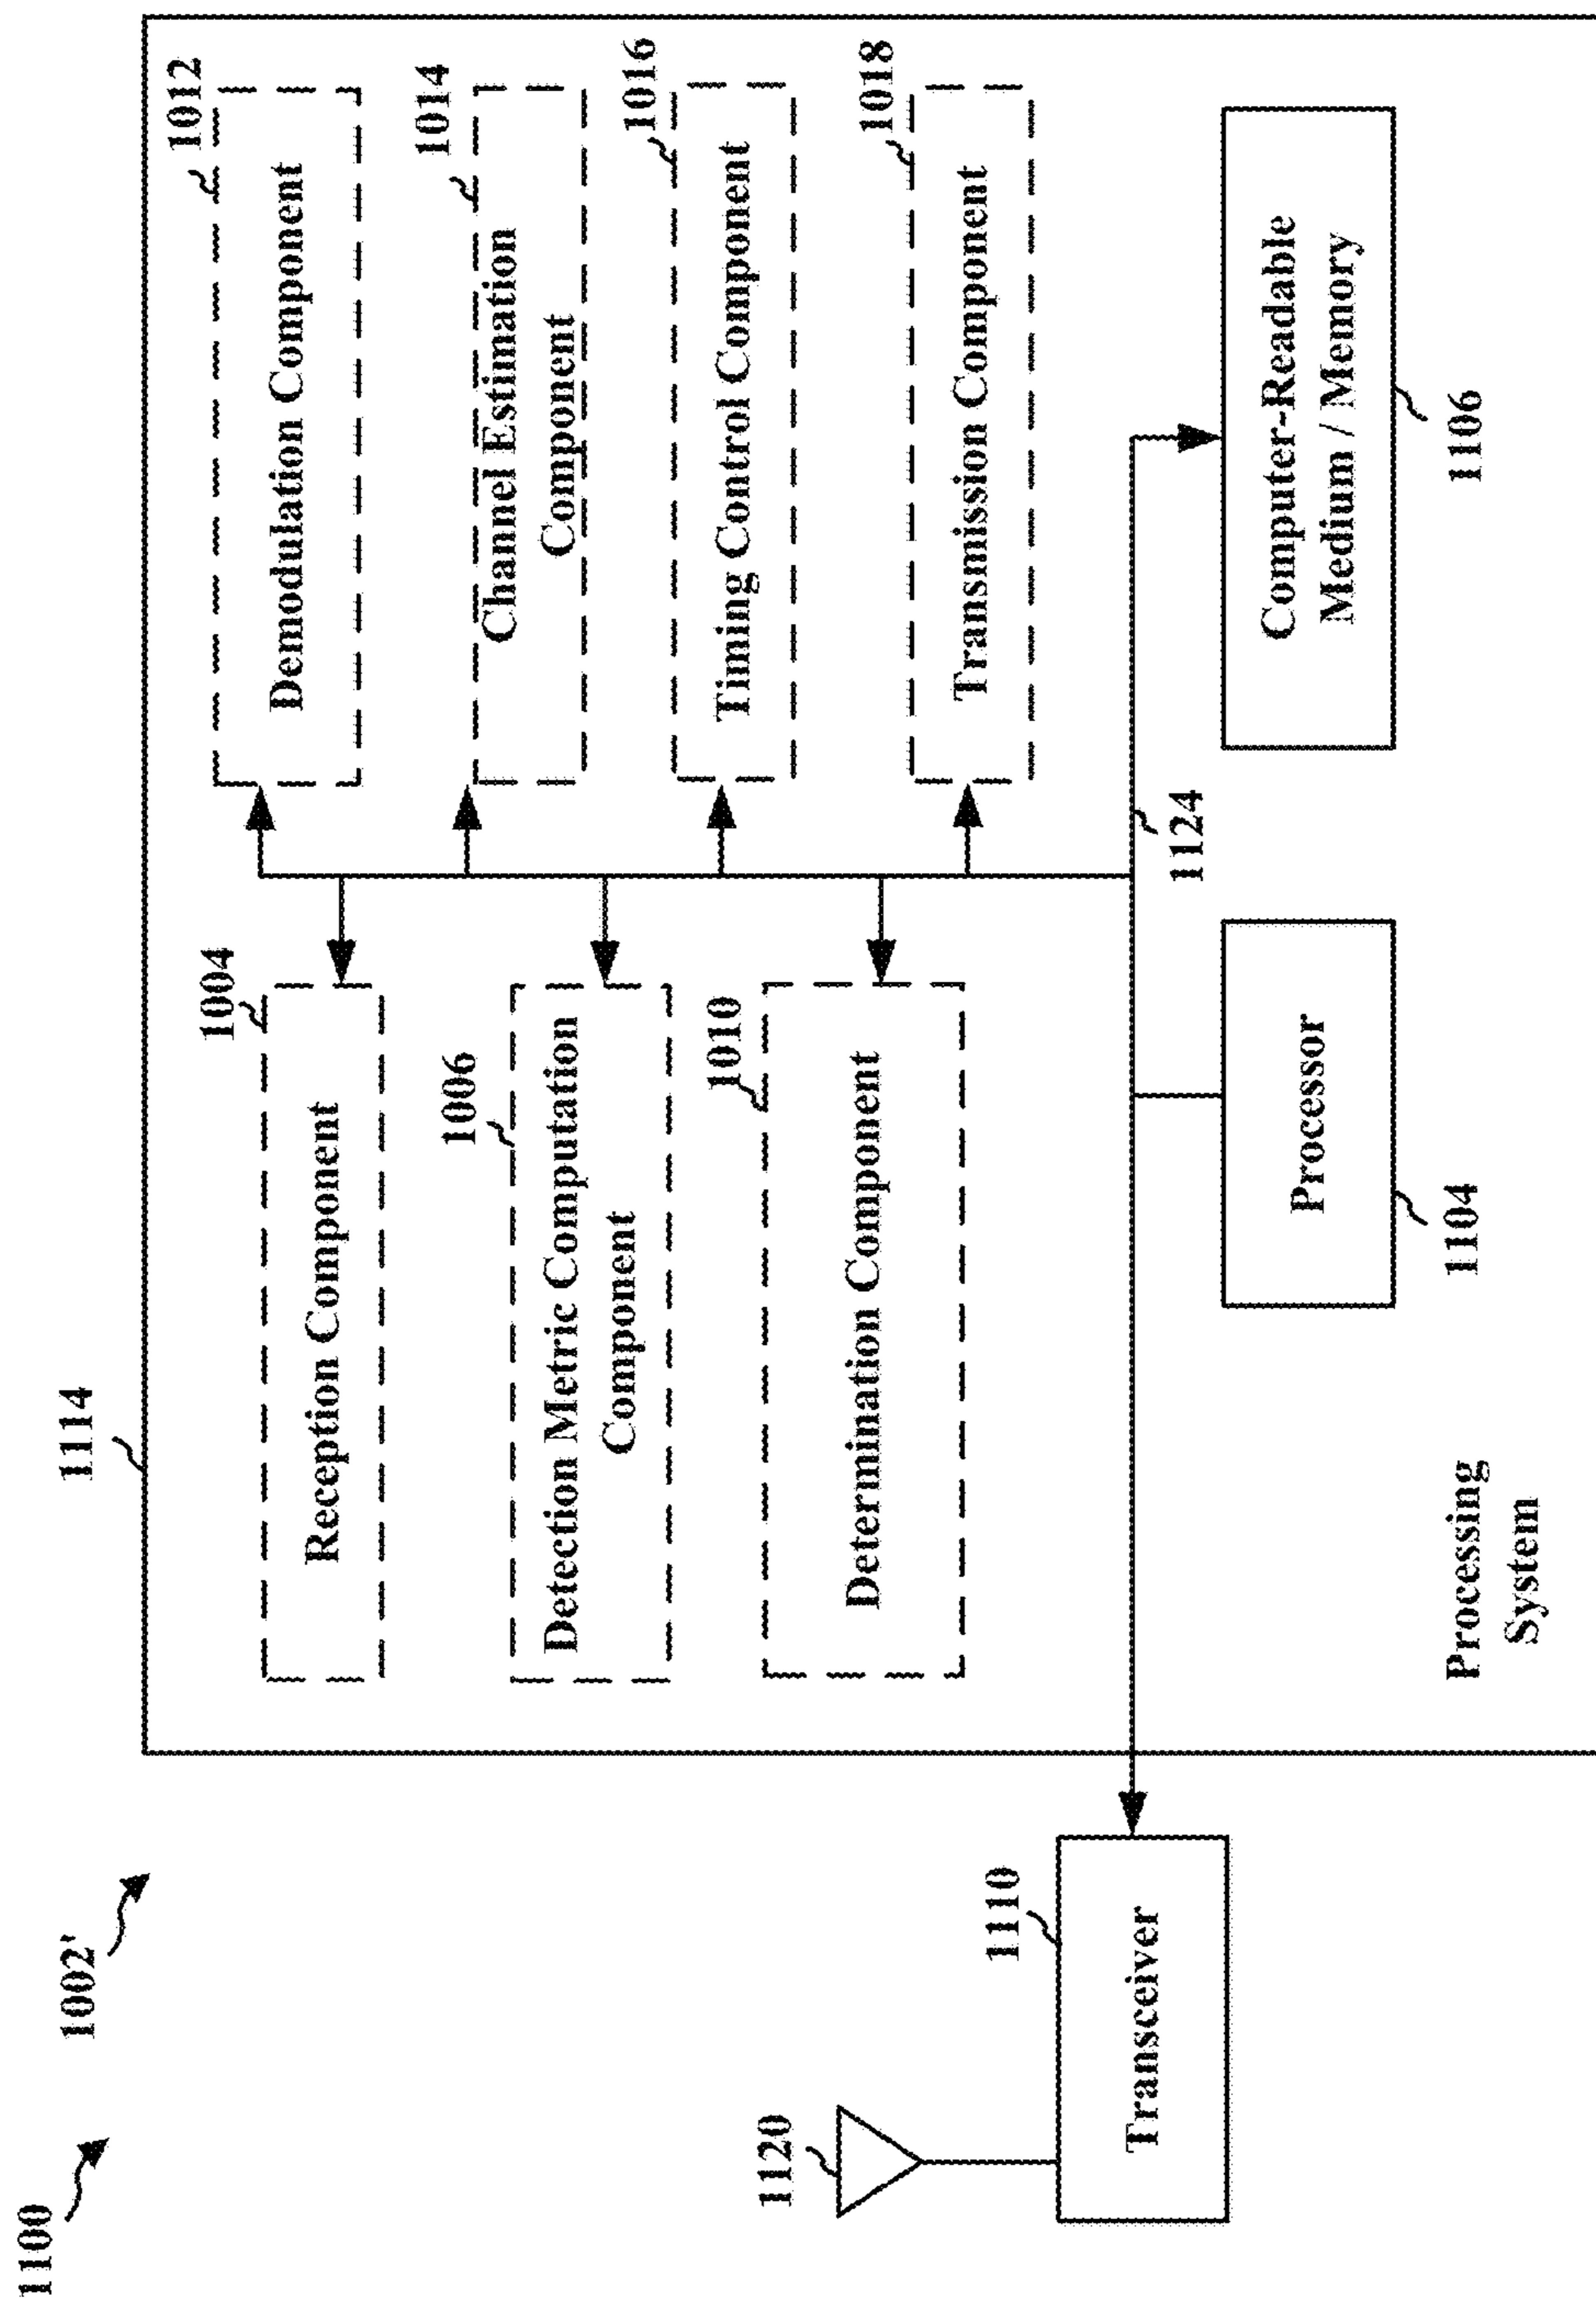 1100
1002'
1114
1004
Reception Component
1012
Demodulation Component
1006
Detection Metric Computation
Component
1014
Channel Estimation
Component
1010
Determination Component
1016
Timing Control Component
1018
Transmission Component
1120
1110
Transceiver
1124
Processor
1104
Computer-Readable
Medium / Memory
1106
Processing
System